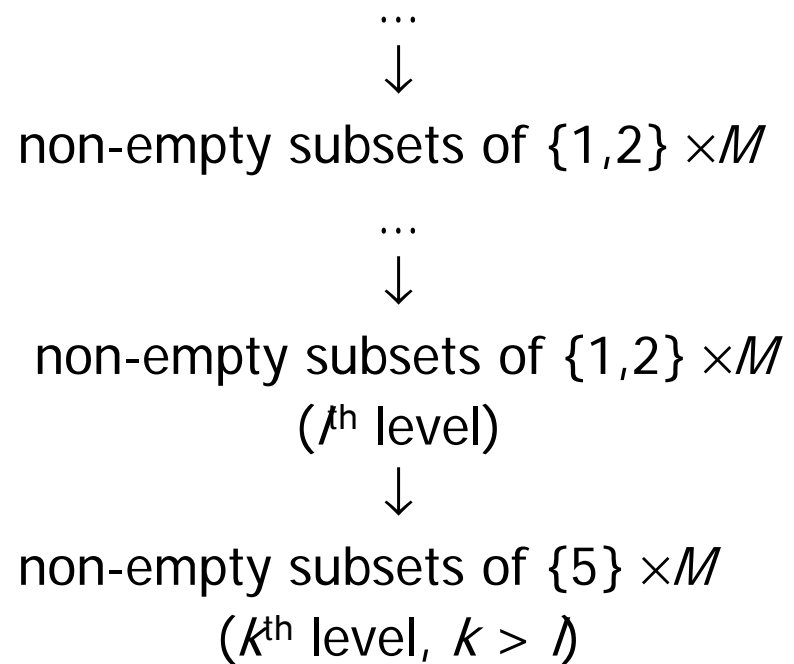 …
↓
non-empty subsets of {1,2} ×M
…
↓
non-empty subsets of {1,2} ×M
(lth level)
↓
non-empty subsets of {5} ×M
(kth level, k > l)